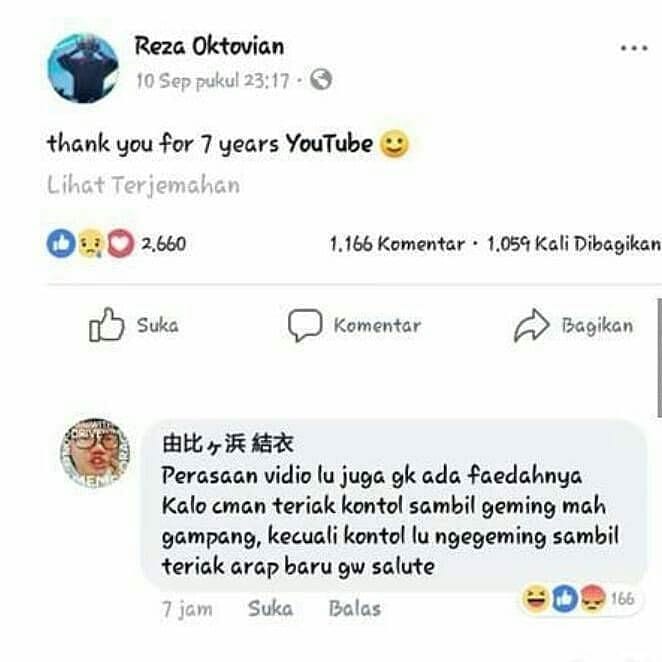 Reza Oktovian
10 Sep pukul 23:17 ·
thank you for 7 years YouTube
Lihat Terjemahan
2,660
1.166 Komentar · 1.059 Kali Dibagikan
Suka
Komentar
Bagikan
由比ヶ浜 結衣
Perasaan vidio lu juga gk ada faedahnya
Kalo cman teriak kontol sambil geming mah
gampang, kecuali kontol lu ngegeming sambil
teriak arap baru gw salute
7 jam Suka Balas
166